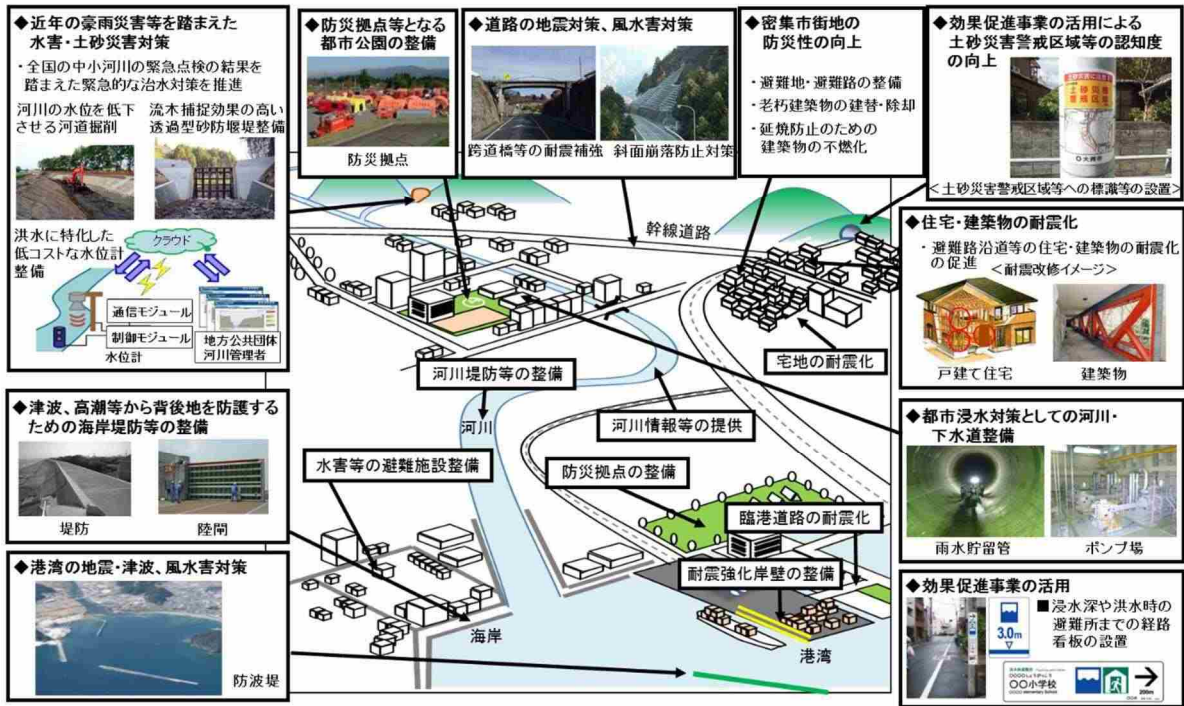 ◆近年の豪雨災害等を踏まえた
水害・土砂災害対策
・全国の中小河川の緊急点検の結果を
踏まえた緊急的な治水対策を推進
河川の水位を低下
させる河道掘削
流木捕捉効果の高い
透過型砂防堰堤整備
洪水に特化した
低コストな水位計
整備
クラウド
通信モジュール
制御モジュール
水位計
地方公共団体
河川管理者
◆防災拠点等となる
都市公園の整備
防災拠点
◆道路の地震対策、風水害対策
跨道橋等の耐震補強
斜面崩落防止対策
◆密集市街地の
防災性の向上
・避難地・避難路の整備
・老朽建築物の建替・除却
・延焼防止のための
建築物の不燃化
◆効果促進事業の活用による
土砂災害警戒区域等の認知度
の向上
土砂災害に注意
土砂災害
警戒区域
<土砂災害警戒区域等への標識等の設置>
◆住宅・建築物の耐震化
・避難路沿道等の住宅・建築物の耐震化
の促進
<耐震改修イメージ>
戸建て住宅
建築物
幹線道路
宅地の耐震化
河川堤防等の整備
河川
河川情報等の提供
水害等の避難施設整備
防災拠点の整備
臨港道路の耐震化
耐震強化岸壁の整備
海岸
港湾
◆津波、高潮等から背後地を防護する
ための海岸堤防等の整備
堤防
陸閘
◆港湾の地震・津波、風水害対策
防波堤
◆都市浸水対策としての河川・
下水道整備
雨水貯留管
ポンプ場
◆効果促進事業の活用
■浸水深や洪水時の
避難所までの経路
看板の設置
3.0m
〇〇小学校
200m